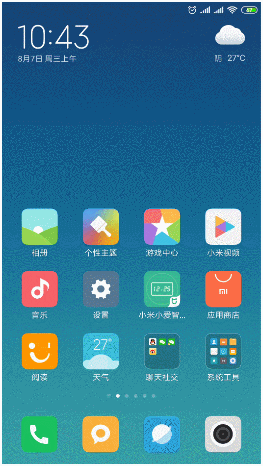 10:43
8月7日 周三上午
阴 27°C
相册 个性主题 游戏中心 小米视频
12:25
MI
音乐 设置 小米小爱智... 应用商店
27°
阅读 天气 聊天社交 系统工具